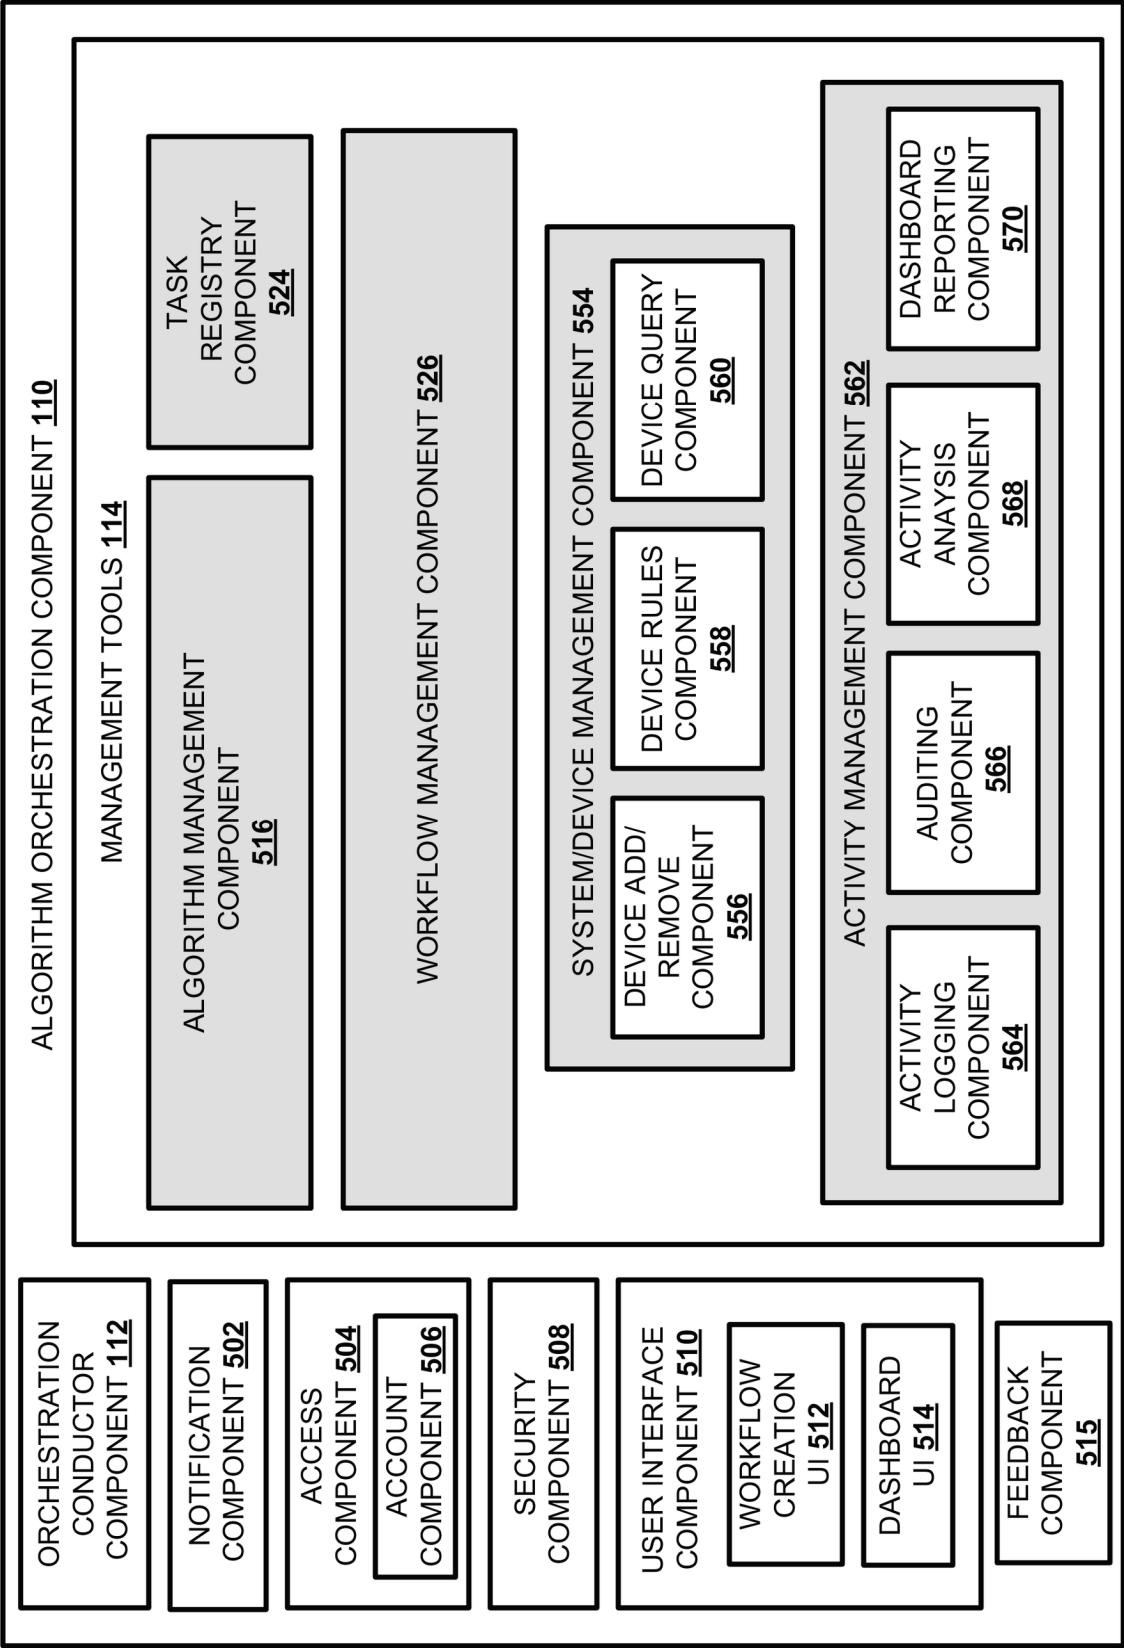 ALGORITHM ORCHESTRATION COMPONENT 110
ORCHESTRATION
CONDUCTOR
COMPONENT 112
NOTIFICATION
COMPONENT 502
ACCESS
COMPONENT 504
ACCOUNT
COMPONENT 506
SECURITY
COMPONENT 508
USER INTERFACE
COMPONENT 510
WORKFLOW
CREATION
UI 512
DASHBOARD
UI 514
FEEDBACK
COMPONENT
515
MANAGEMENT TOOLS 114
ALGORITHM MANAGEMENT
COMPONENT
516
TASK
REGISTRY
COMPONENT
524
WORKFLOW MANAGEMENT COMPONENT 526
SYSTEM/DEVICE MANAGEMENT COMPONENT 554
DEVICE ADD/
REMOVE
COMPONENT
556
DEVICE RULES
COMPONENT
558
DEVICE QUERY
COMPONENT
560
ACTIVITY MANAGEMENT COMPONENT 562
ACTIVITY
LOGGING
COMPONENT
564
AUDITING
COMPONENT
566
ACTIVITY
ANAYSIS
COMPONENT
568
DASHBOARD
REPORTING
COMPONENT
570